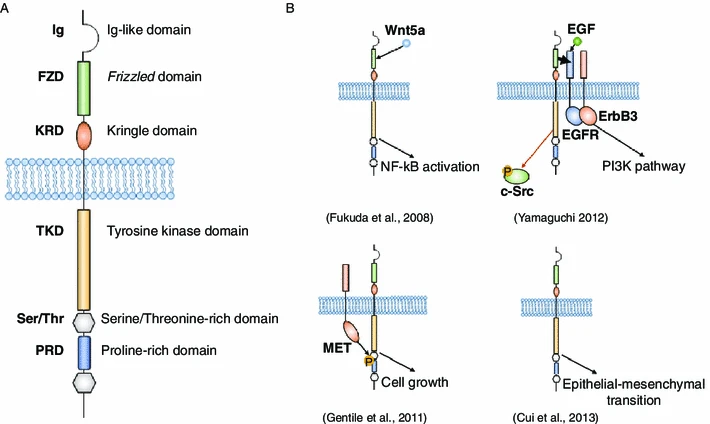 A
Ig Ig-like domain
FZD Frizzled domain
KRD Kringle domain
TKD Tyrosine kinase domain
Ser/Thr Serine/Threonine-rich domain
PRD Proline-rich domain
B
Wnt5a
NF-kB activation
(Fukuda et al., 2008)
EGF
ErbB3
EGFR
PI3K pathway
P
c-Src
(Yamaguchi 2012)
MET
P
Cell growth
(Gentile et al., 2011)
Epithelial-mesenchymal
transition
(Cui et al., 2013)